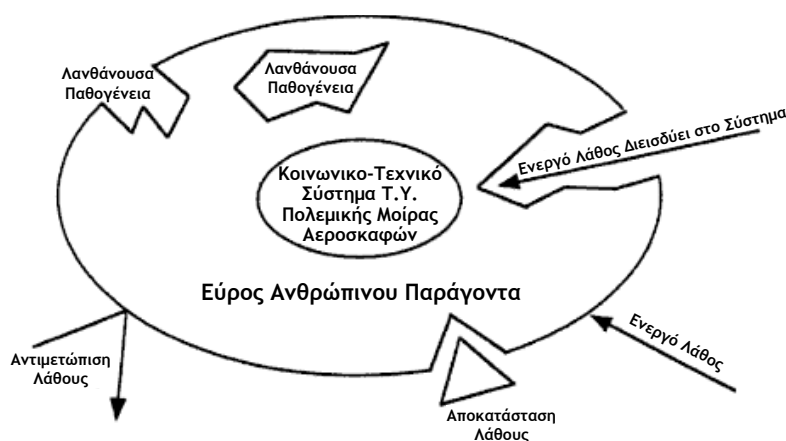 Λανθάνουσα
Παθογένεια
Λανθάνουσα
Παθογένεια
Ενεργό Λάθος Διεισδύει στο Σύστημα
Κοινωνικο-Τεχνικό
Σύστημα Τ.Υ.
Πολεμικής Μοίρας
Αεροσκαφών
Εύρος Ανθρώπινου Παράγοντα
Αντιμετώπιση
Λάθους
Ενεργό Λάθος
Αποκατάσταση
Λάθους